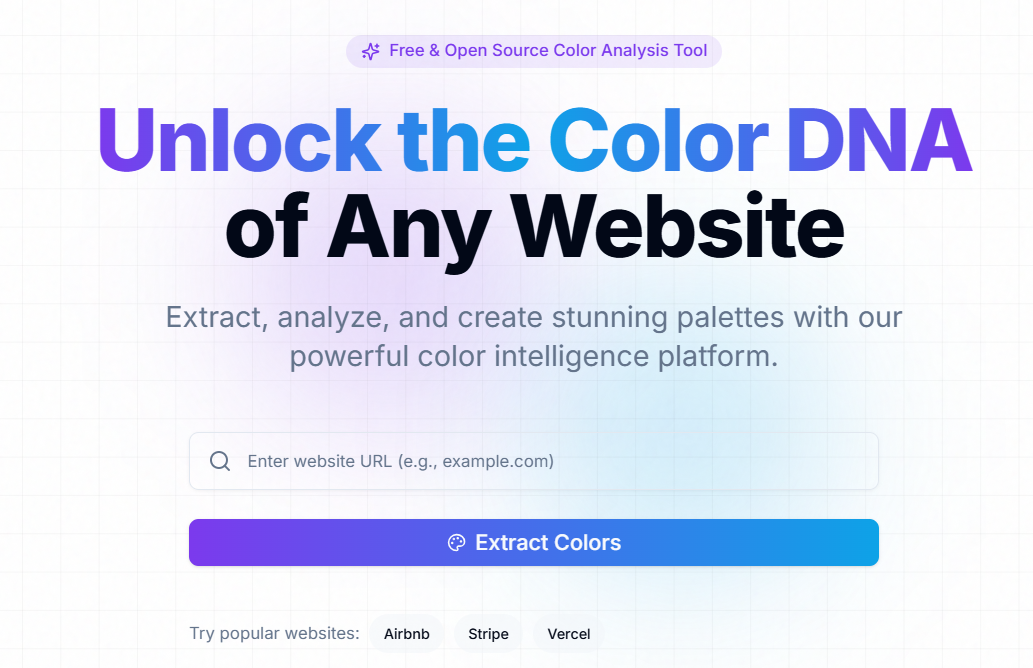 Free & Open Source Color Analysis Tool
Unlock the Color DNA
of Any Website
Extract, analyze, and create stunning palettes with our
powerful color intelligence platform.
Enter website URL (e.g., example.com)
Extract Colors
Try popular websites: Airbnb Stripe Vercel